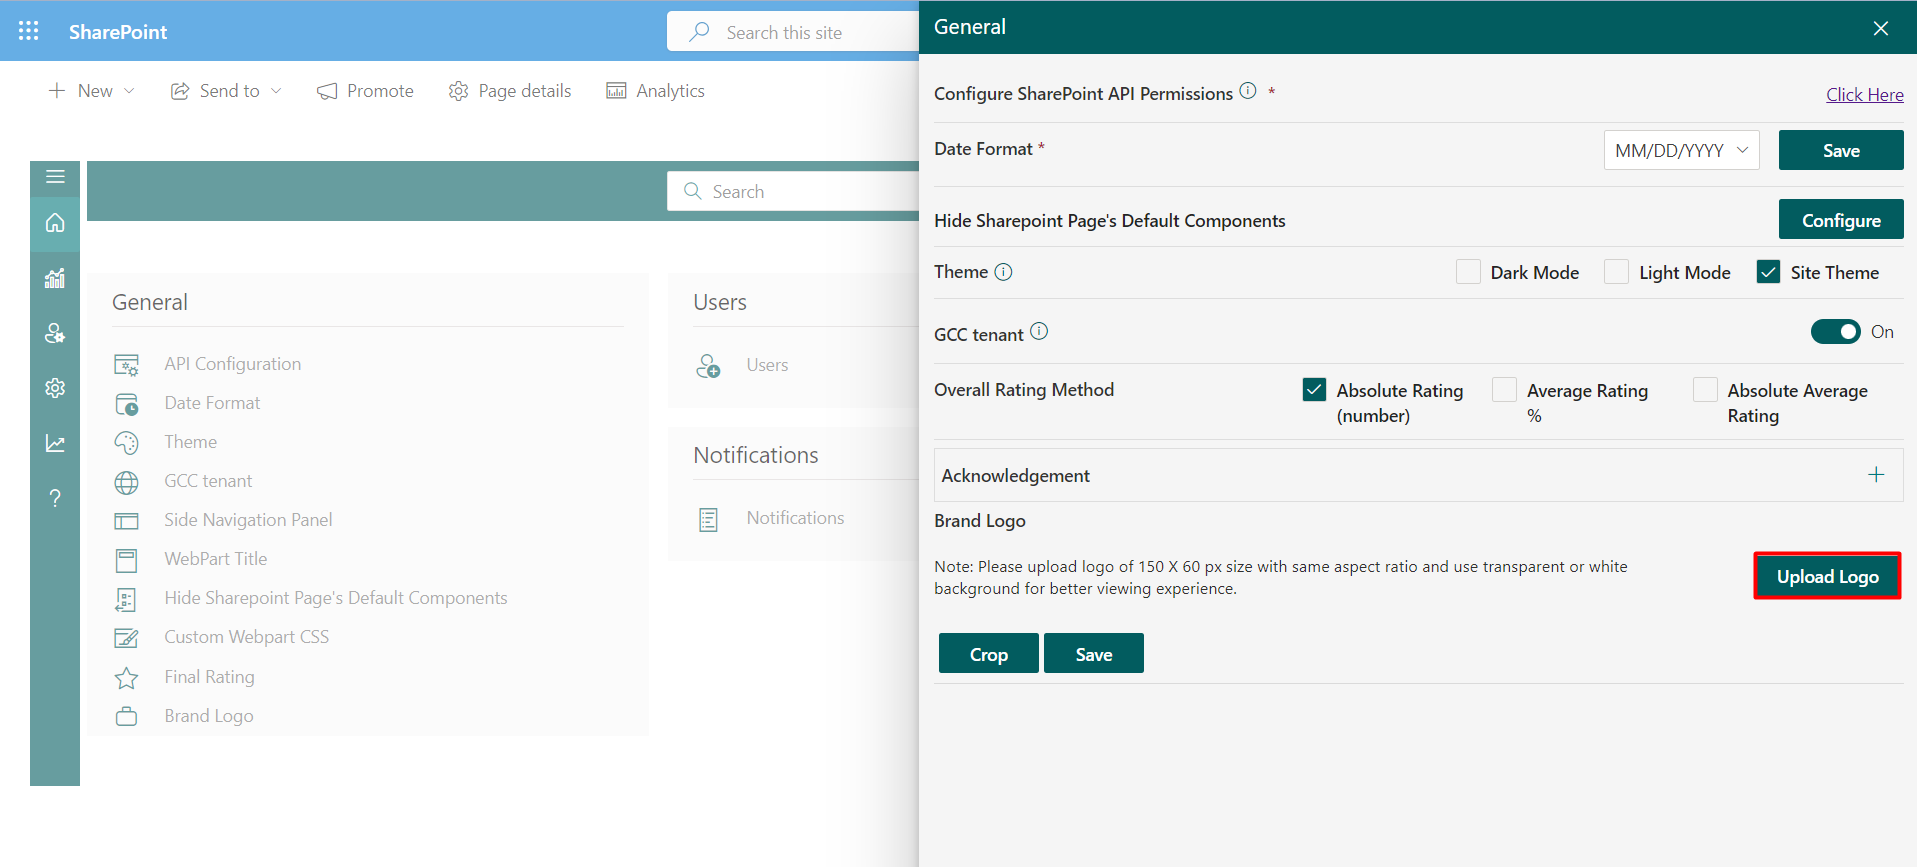 SharePoint
Search this site
New
Send to
Promote
Page details
Analytics
Search
General
API Configuration
Date Format
Theme
GCC tenant
Side Navigation Panel
WebPart Title
Hide Sharepoint Page's Default Components
Custom Webpart CSS
Final Rating
Brand Logo
Users
Users
Notifications
Notifications
General
Configure SharePoint API Permissions *
Click Here
Date Format *
MM/DD/YYYY
Save
Hide Sharepoint Page's Default Components
Configure
Theme
Dark Mode
Light Mode
Site Theme
GCC tenant
On
Overall Rating Method
Absolute Rating
(number)
Average Rating
%
Absolute Average
Rating
Acknowledgement
Brand Logo
Note: Please upload logo of 150 X 60 px size with same aspect ratio and use transparent or white
background for better viewing experience.
Upload Logo
Crop
Save